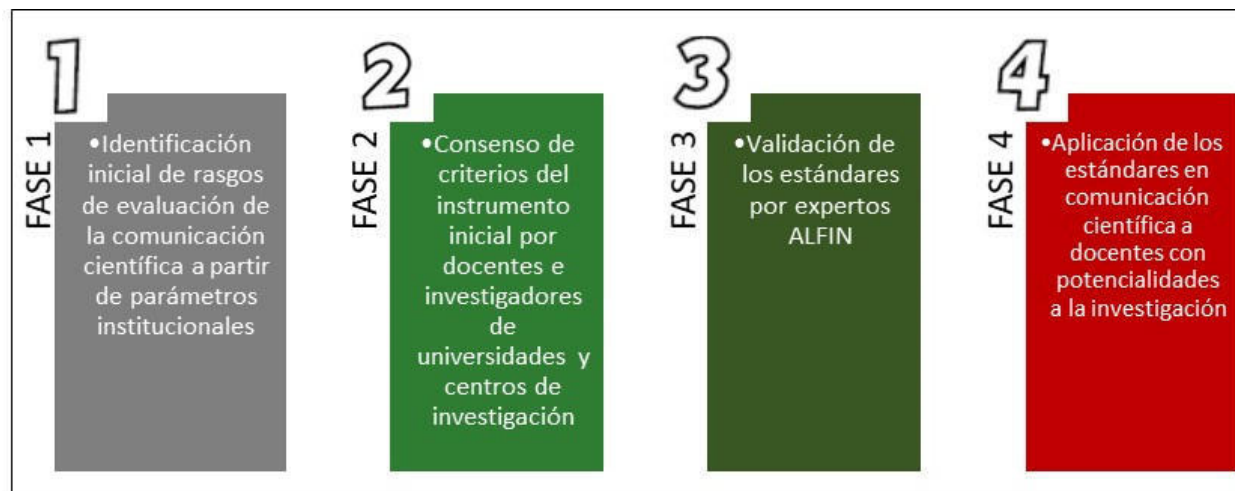 1
FASE 1
•Identificación
inicial de rasgos
de evaluación de
la comunicación
científica a partir
de parámetros
institucionales
2
FASE 2
•Consenso de
criterios del
instrumento
inicial por
docentes e
investigadores
de
universidades y
centros de
investigación
3
FASE 3
•Validación de
los estándares
por expertos
ALFIN
4
FASE 4
•Aplicación de los
estándares en
comunicación
científica a
docentes con
potencialidades
a la investigación